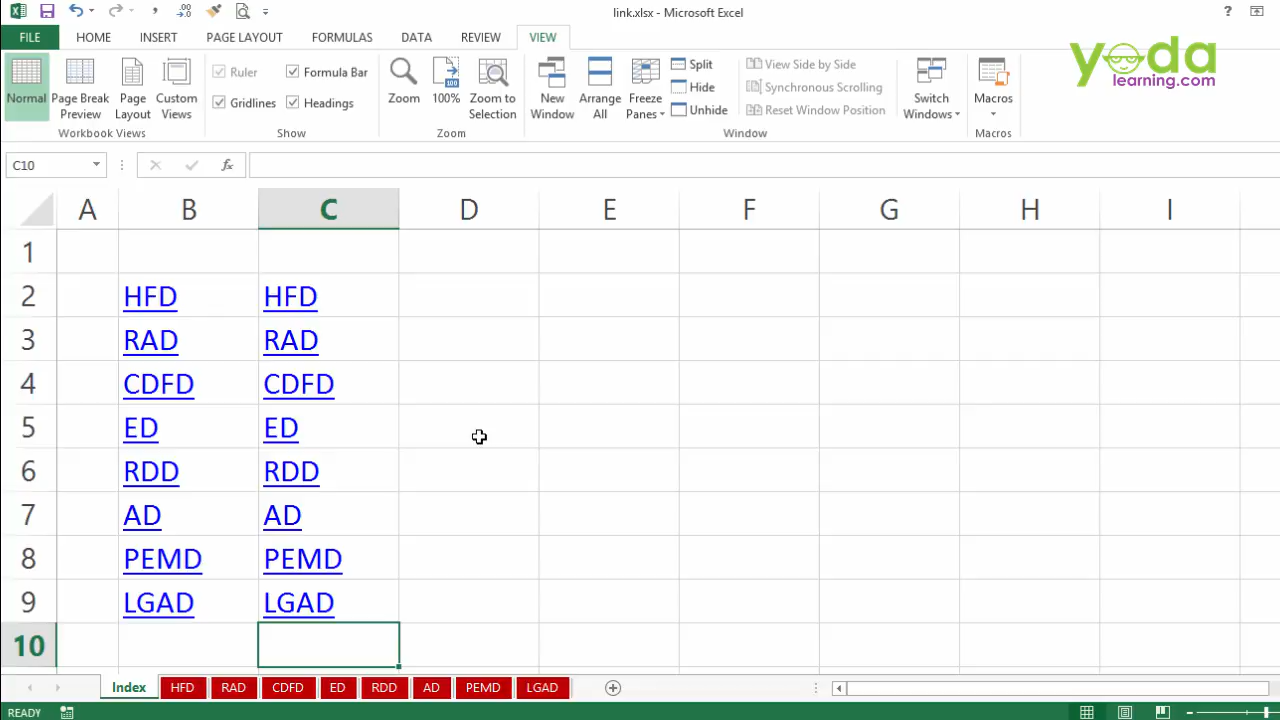 link.xlsx - Microsoft Excel
FILE HOME INSERT PAGE LAYOUT FORMULAS DATA REVIEW VIEW
yoda
learning.com
Normal
Page Break
Preview
Page
Layout
Custom
Views
Workbook Views
Ruler
Formula Bar
Gridlines
Headings
Show
Zoom
100%
Zoom to
Selection
Zoom
New
Window
Arrange
All
Freeze
Panes
Split
Hide
Unhide
View Side by Side
Synchronous Scrolling
Reset Window Position
Window
Switch
Windows
Macros
Macros
C10
fx
A B C D E F G H I
1
2 HFD HFD
3 RAD RAD
4 CDFD CDFD
5 ED ED
6 RDD RDD
7 AD AD
8 PEMD PEMD
9 LGAD LGAD
10
Index HFD RAD CDFD ED RDD AD PEMD LGAD
READY